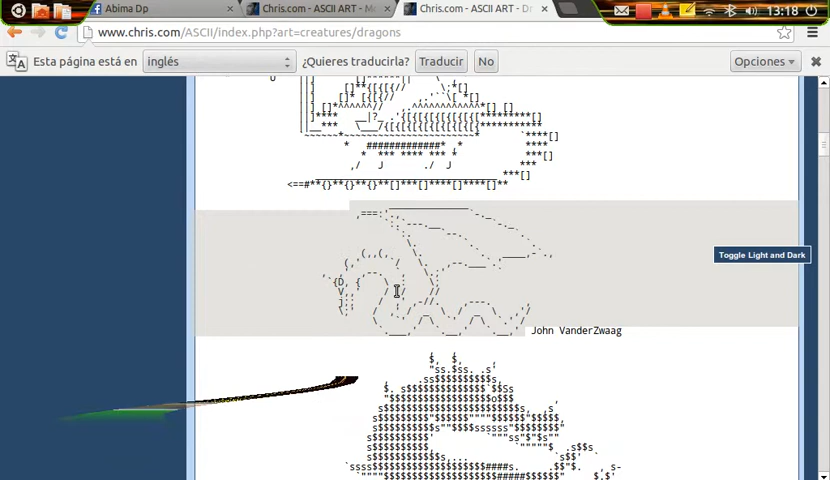 Abima Dp
Chris.com - ASCII ART - Ma
Chris.com - ASCII ART - Dr
13:18
www.chris.com/ASCII/index.php?art=creatures/dragons
Esta página está en
inglés
¿Quieres traducirla?
Traducir
No
Opciones
Toggle Light and Dark
John VanderZwaag